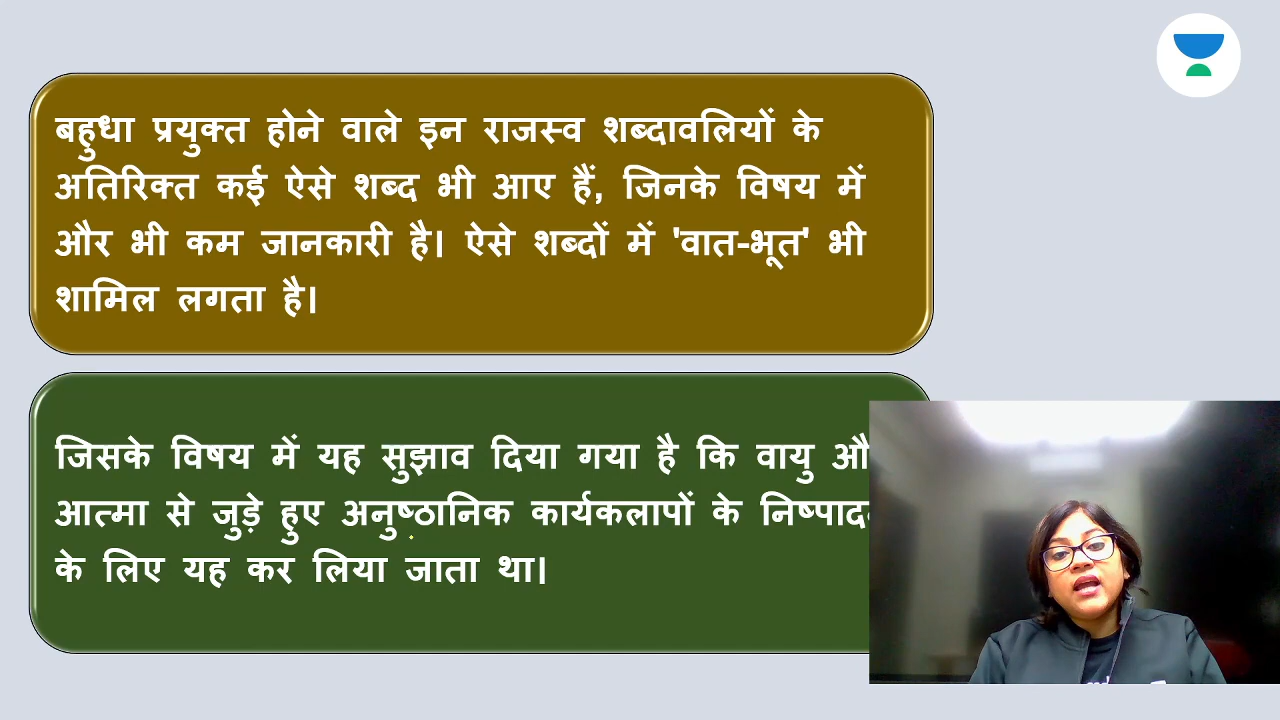 बहुधा प्रयुक्त होने वाले इन राजस्व शब्दावलियों के
अतिरिक्त कई ऐसे शब्द भी आए हैं, जिनके विषय में
और भी कम जानकारी है। ऐसे शब्दों में 'वात-भूत' भी
शामिल लगता है।
जिसके विषय में यह सुझाव दिया गया है कि वायु
आत्मा से जुड़े हुए अनुष्ठानिक कार्यकलापों के
के लिए यह कर लिया जाता था।